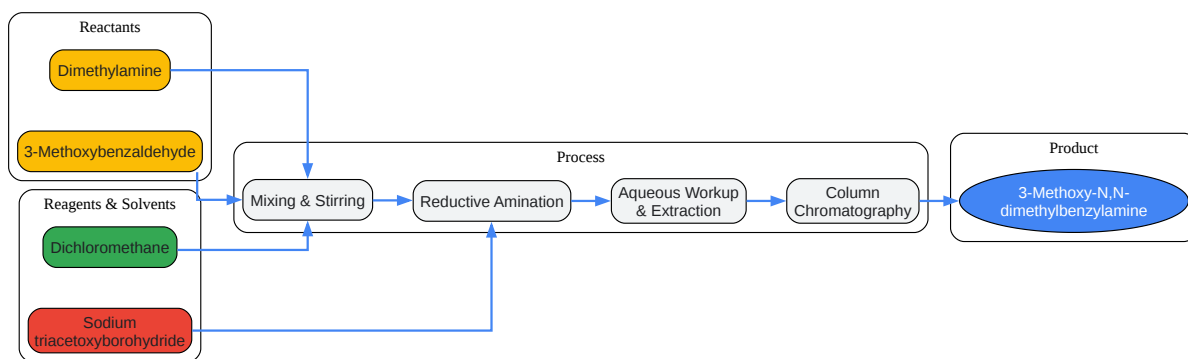 Reactants
Dimethylamine
3-Methoxybenzaldehyde
Reagents & Solvents
Dichloromethane
Sodium
triacetoxyborohydride
Process
Mixing & Stirring
Reductive Amination
Aqueous Workup
& Extraction
Column
Chromatography
Product
3-Methoxy-N,N-
dimethylbenzylamine